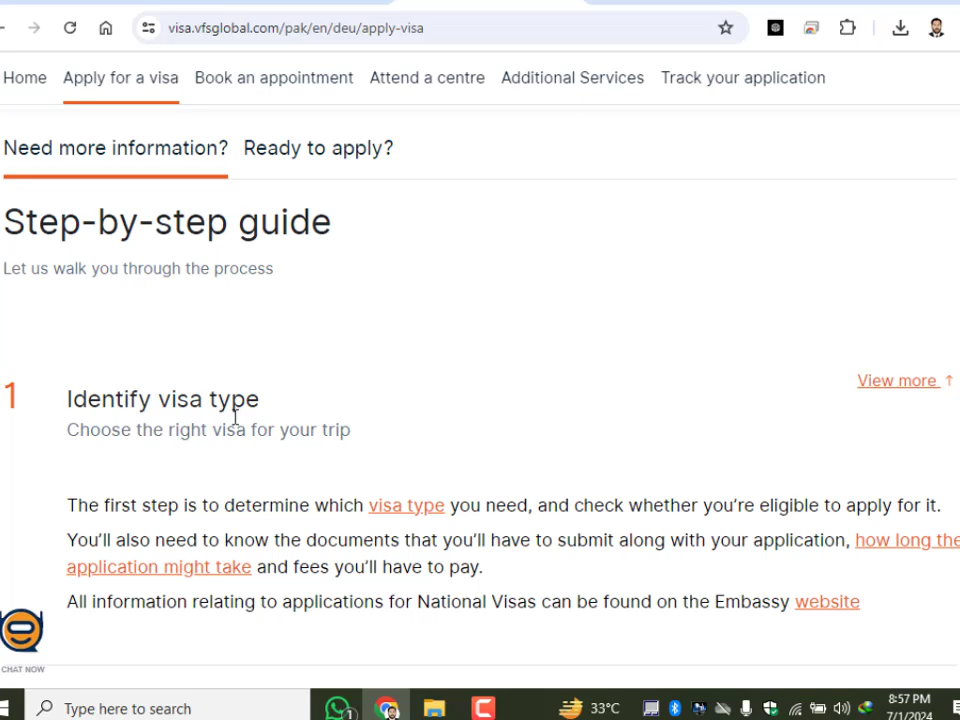 visa.vfsglobal.com/pak/en/deu/apply-visa
Home Apply for a visa Book an appointment Attend a centre Additional Services Track your application
Need more information? Ready to apply?
Step-by-step guide
Let us walk you through the process
View more ↑
1 Identify visa type
Choose the right visa for your trip
The first step is to determine which visa type you need, and check whether you’re eligible to apply for it.
You’ll also need to know the documents that you’ll have to submit along with your application, how long the
application might take and fees you’ll have to pay.
All information relating to applications for National Visas can be found on the Embassy website
CHAT NOW
Type here to search
1
33°C
8:57 PM
7/1/2024